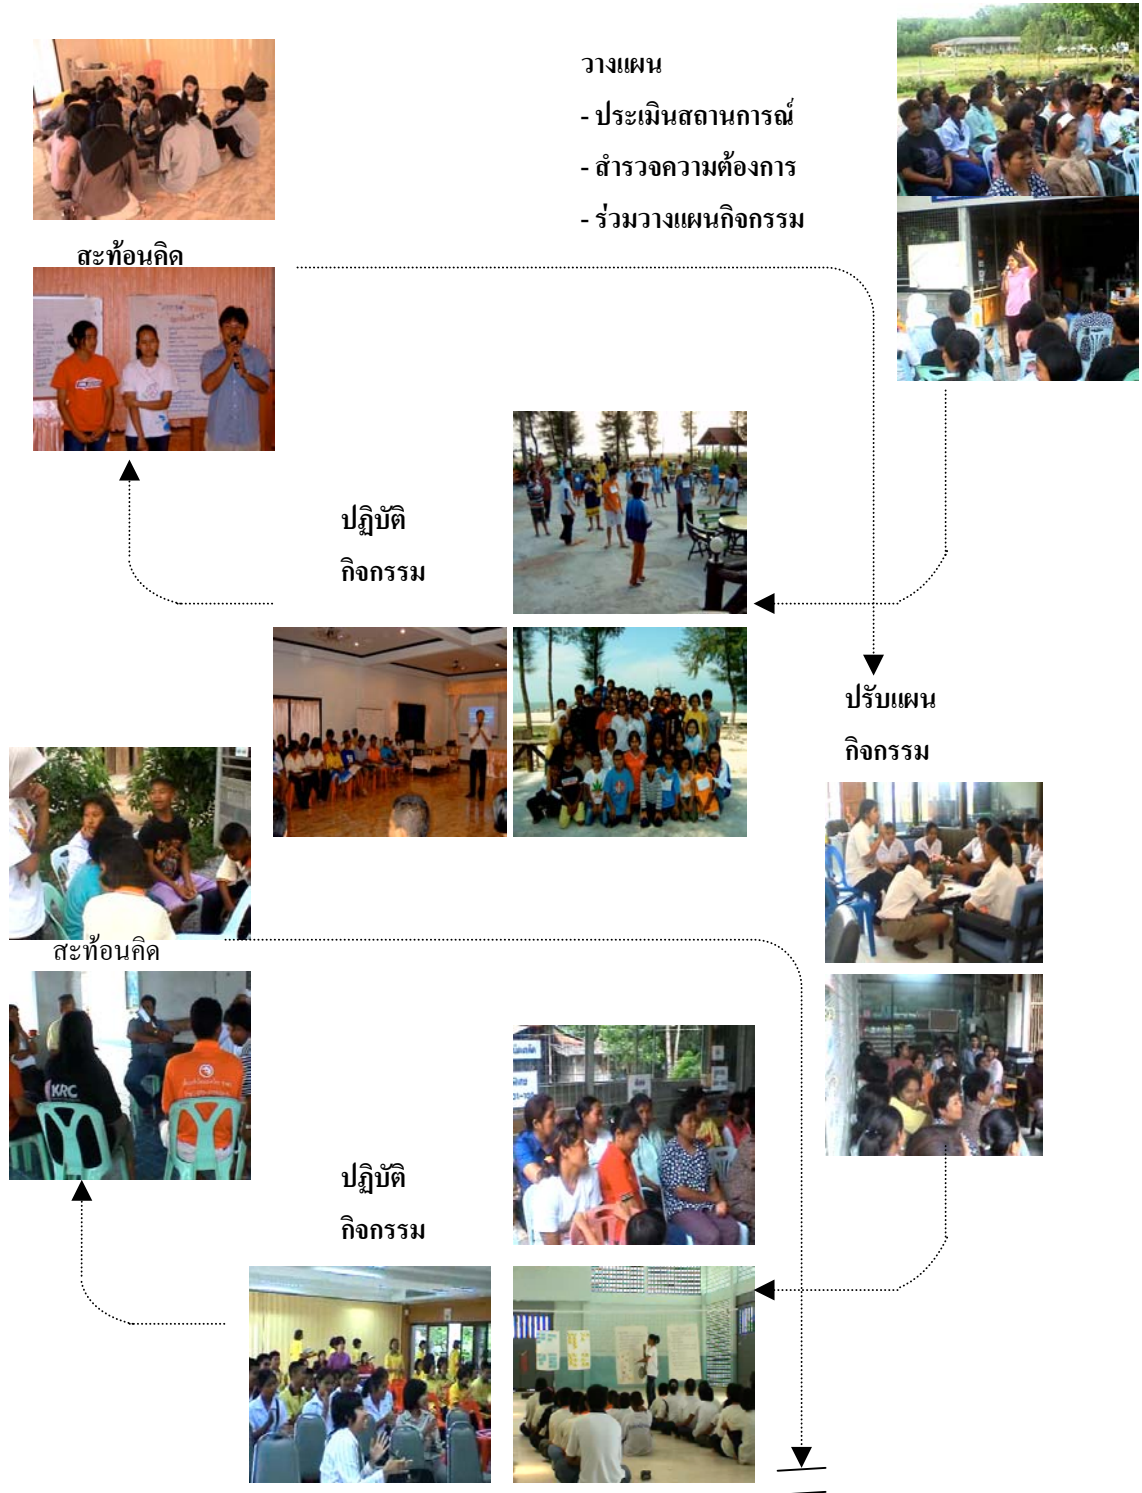 วางแผน
- ประเมินสถานการณ์
- สำรวจความต้องการ
- ร่วมวางแผนกิจกรรม
สะท้อนคิด
ปฏิบัติ
กิจกรรม
ปรับแผน
กิจกรรม
สะท้อนคิด
KRC
ปฏิบัติ
กิจกรรม